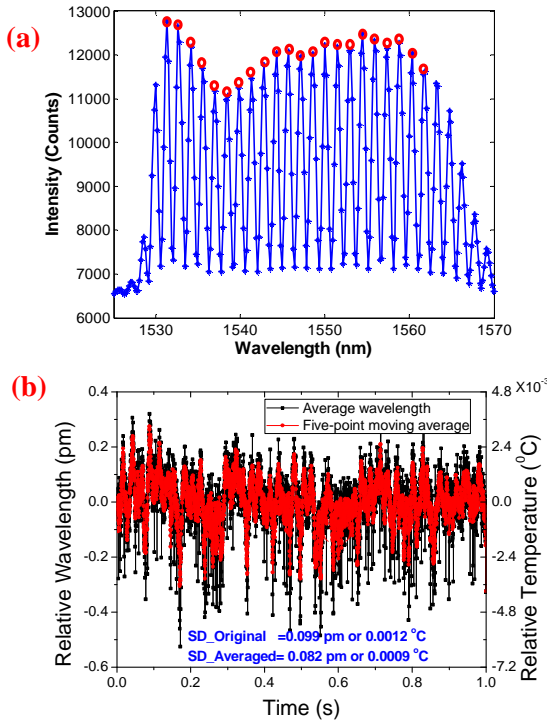 (a)
13000
12000
11000
10000
9000
8000
7000
6000
Intensity (Counts)
1530 1540 1550 1560 1570
Wavelength (nm)
(b)
0.4
0.2
0.0
-0.2
-0.4
-0.6
Relative Wavelength (pm)
Average wavelength
Five-point moving average
X10-3
4.8
2.4
0.0
-2.4
-4.8
-7.2
Relative Temperature (⁰C)
SD_Original =0.099 pm or 0.0012 °C
SD_Averaged= 0.082 pm or 0.0009 °C
0.0 0.2 0.4 0.6 0.8 1.0
Time (s)